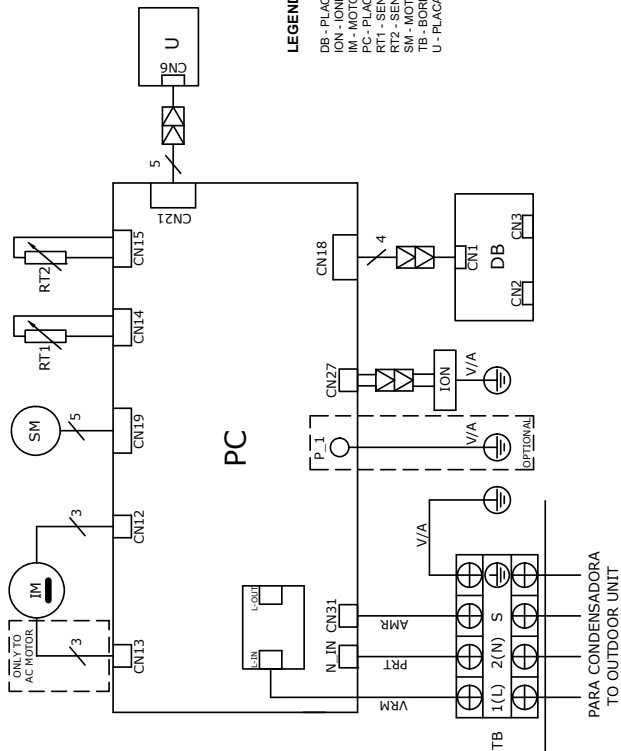 U
CN6
5
CN21
RT2
CN15
RT1
CN14
SM
5
CN19
IM
3
CN12
ONLY TO
AC MOTOR
3
CN13
PC
L-IN
L-OUT
N_IN
CN31
P_1
CN27
CN18
4
CN1
DB
CN2
CN3
ION
V/A
V/A
OPTIONAL
V/A
VRM
PRT
AMR
TB
1(L)
2(N)
S
PARA CONDENSADORA
TO OUTDOOR UNIT
LEGEND
DB - PLAC
ION - IONI
IM - MOTO
PC - PLAC
RT1 - SEN
RT2 - SEN
SM - MOT
TB - BORN
U - PLACA